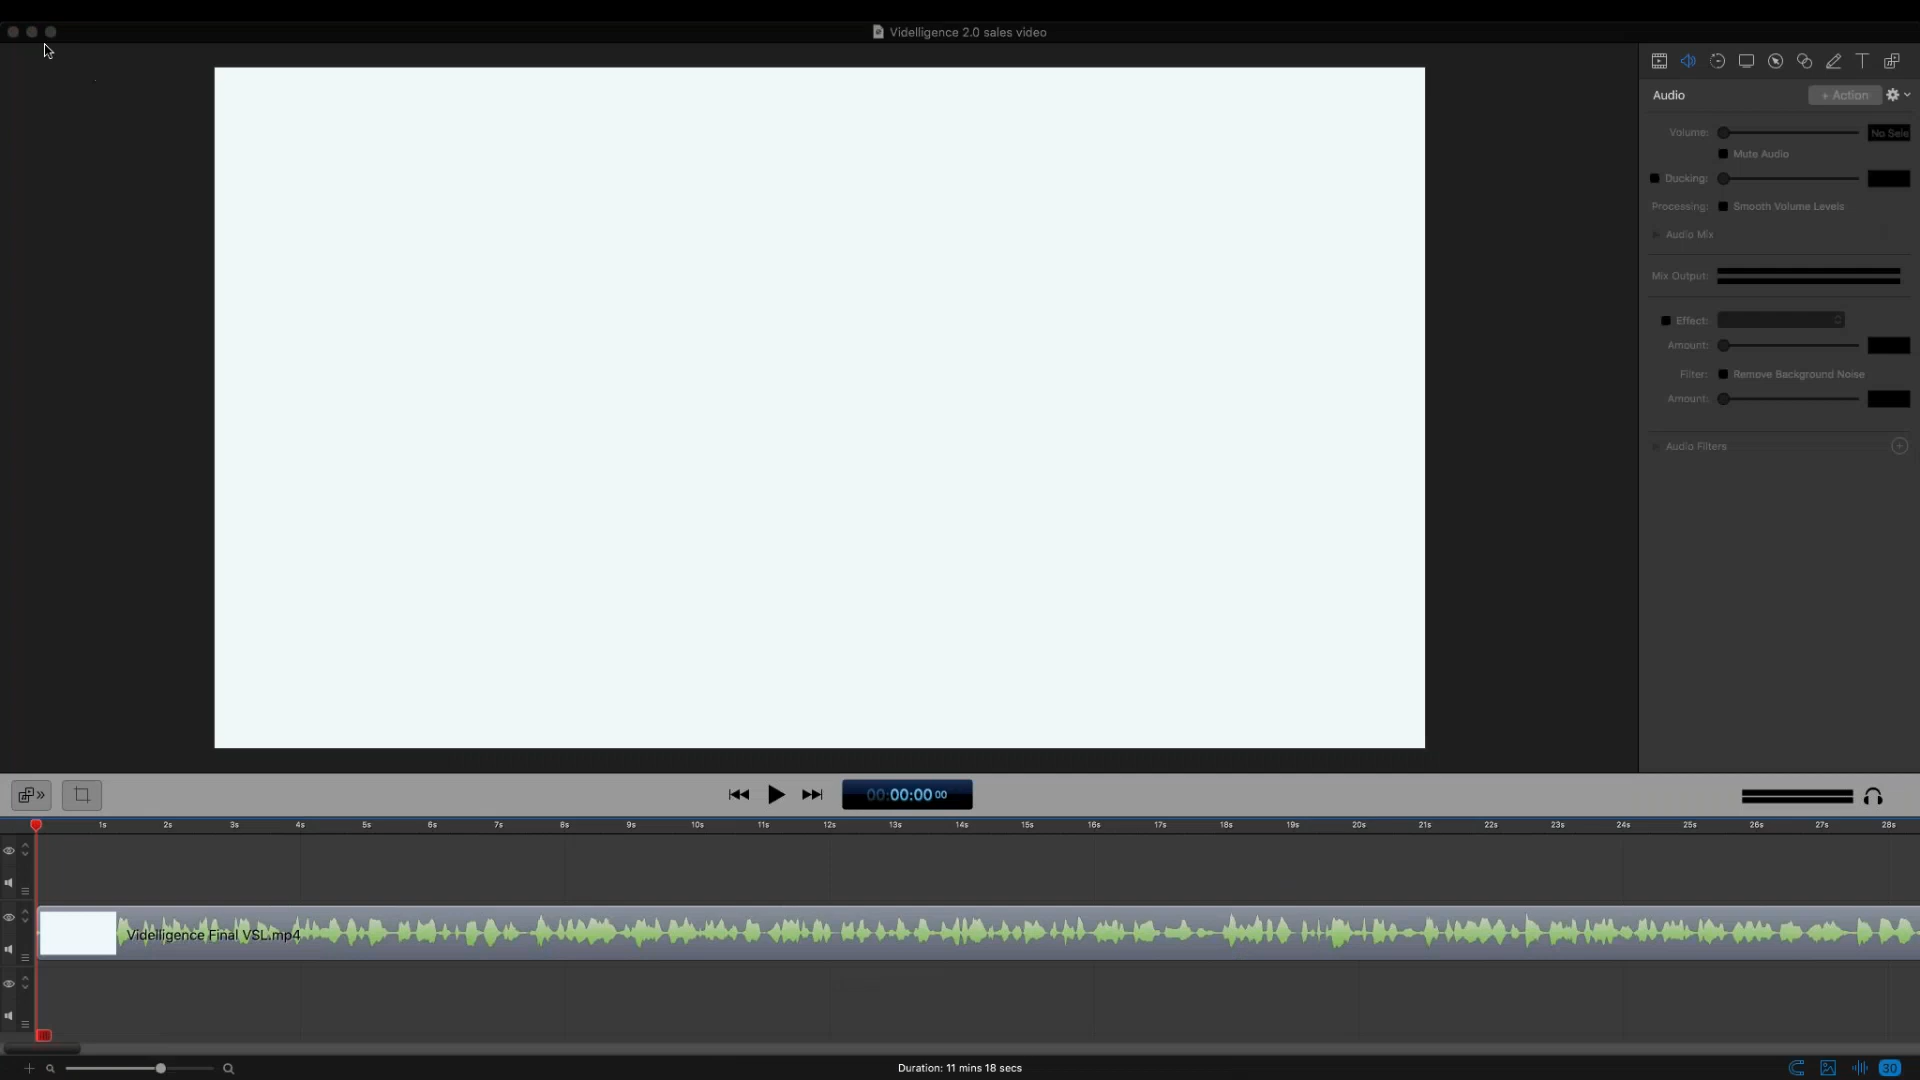 Videlligence 2.0 sales video
Audio
+ Action
Volume:
No Sele
Mute Audio
Ducking:
Processing:
Smooth Volume Levels
Audio Mix
Mix Output:
Effect:
Amount:
Filter:
Remove Background Noise
Amount:
Audio Filters
00:00:00 00
1s 2s 3s 4s 5s 6s 7s 8s 9s 10s 11s 12s 13s 14s 15s 16s 17s 18s 19s 20s 21s 22s 23s 24s 25s 26s 27s 28s
Videlligence Final VSL.mp4
Duration: 11 mins 18 secs
30